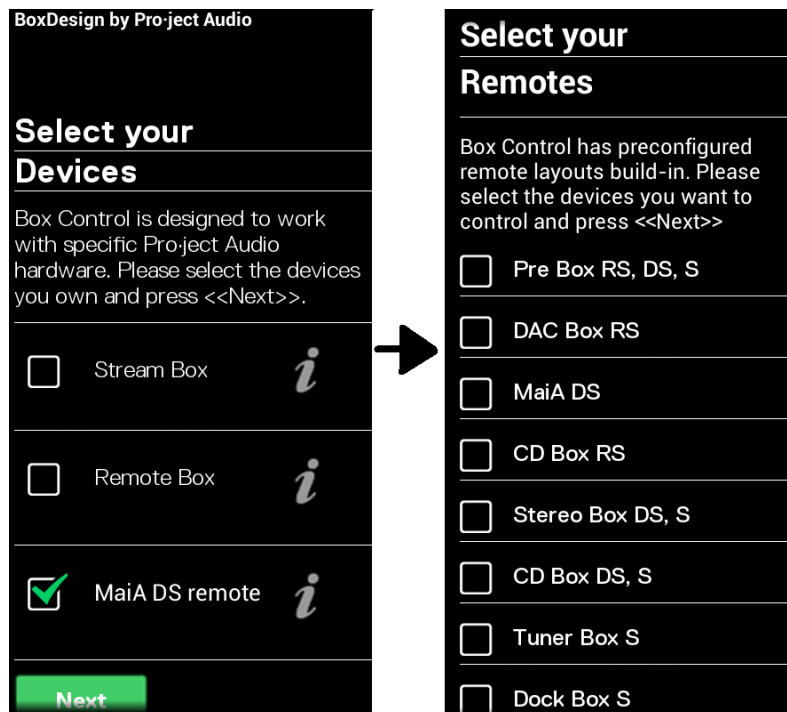 BoxDesign by Pro·ject Audio
Select your
Devices
Box Control is designed to work
with specific Pro·ject Audio
hardware. Please select the devices
you own and press <<Next>>.
Stream Box
Remote Box
MaiA DS remote
Next
Select your
Remotes
Box Control has preconfigured
remote layouts build-in. Please
select the devices you want to
control and press <<Next>>
Pre Box RS, DS, S
DAC Box RS
MaiA DS
CD Box RS
Stereo Box DS, S
CD Box DS, S
Tuner Box S
Dock Box S